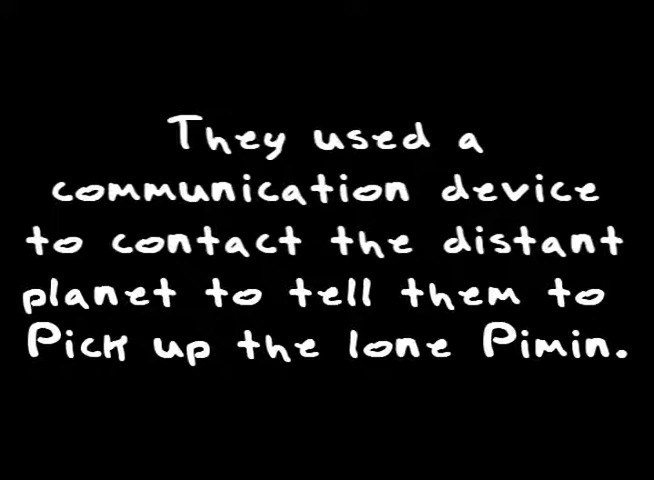 They used a
communication device
to contact the distant
planet to tell them to
Pick up the lone Pimin.